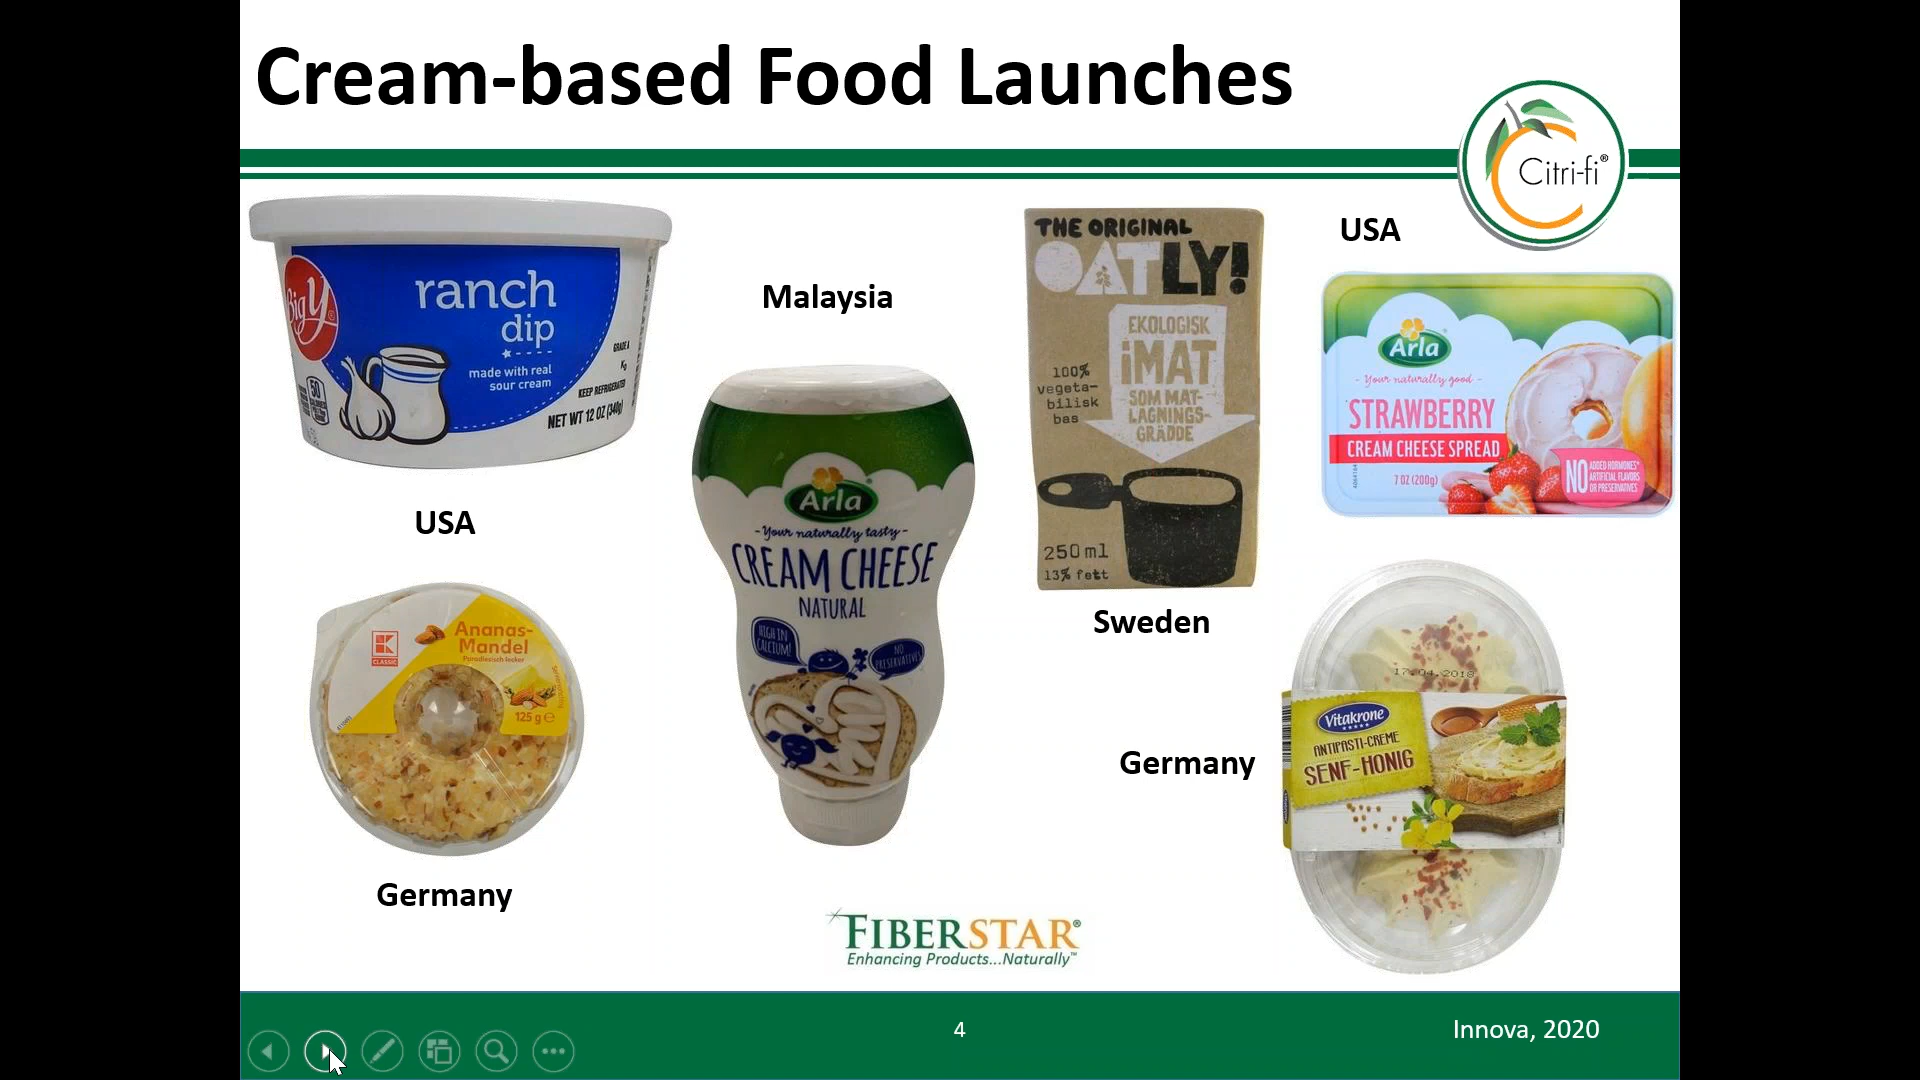 Cream-based Food Launches
Citri-fi®
Big Y
ranch
dip
made with real
sour cream
GRADE A
KEEP REFRIGERATED
NET WT 12 OZ (340g)
50
USA
Malaysia
Arla
- Your naturally tasty -
CREAM CHEESE
NATURAL
HIGH IN
CALCIUM!
NO
PRESERVATIVES
THE ORIGINAL
OATLY!
EKOLOGISK
iMAT
SOM MAT-
LAGNINGS-
GRÄDDE
100%
vegeta-
bilisk
bas
250 ml
13% fett
Sweden
USA
Arla
- Your naturally good -
STRAWBERRY
CREAM CHEESE SPREAD
7 OZ (200g)
NO ADDED HORMONES*
ARTIFICIAL FLAVORS
OR PRESERVATIVES
K
CLASSIC
Ananas-
Mandel
Paradiesisch lecker
125 g e
Germany
Germany
17.04.2018
Vitakrone
ANTIPASTI-CREME
SENF-HONIG
FIBERSTAR®
Enhancing Products...Naturally™
4
Innova, 2020